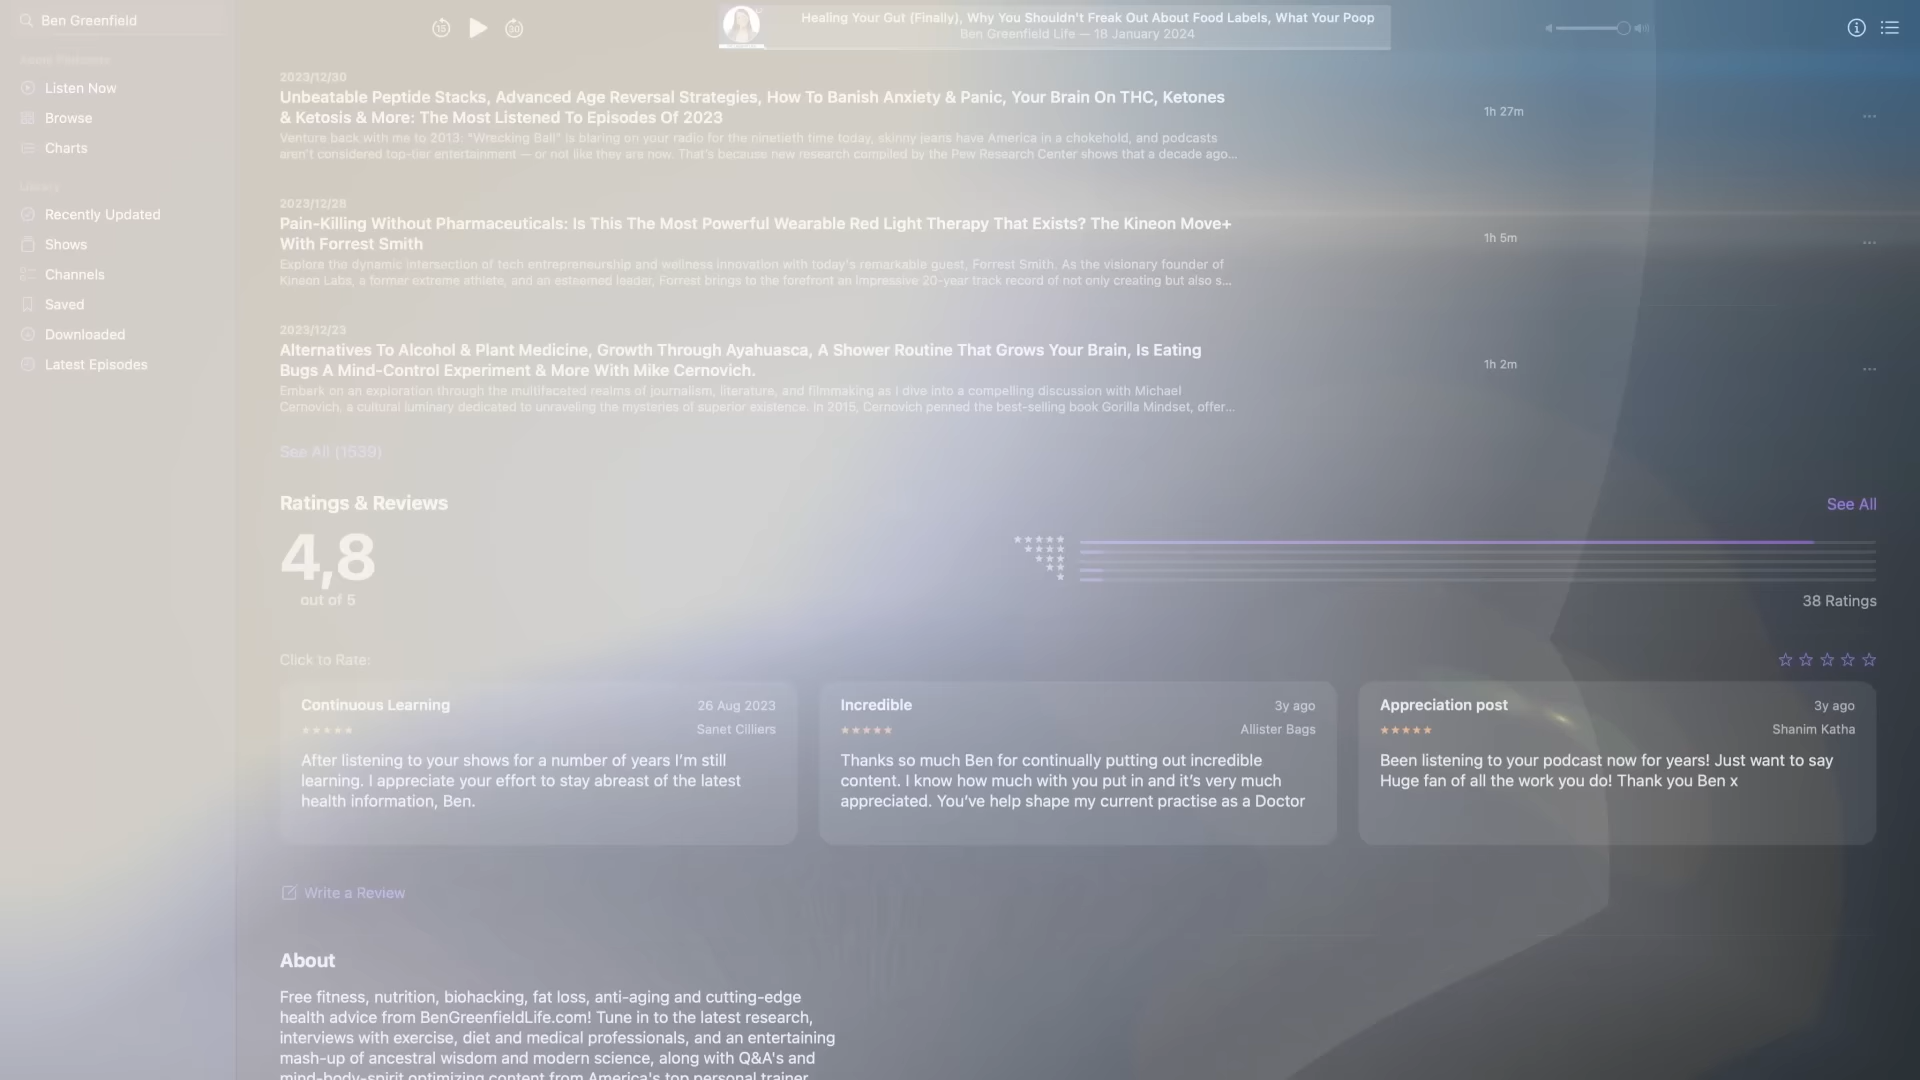 Ben Greenfield
15
30
Healing Your Gut (Finally), Why You Shouldn't Freak Out About Food Labels, What Your Poop
Ben Greenfield Life — 18 January 2024
Apple Podcasts
Listen Now
Browse
Charts
Library
Recently Updated
Shows
Channels
Saved
Downloaded
Latest Episodes
2023/12/30
Unbeatable Peptide Stacks, Advanced Age Reversal Strategies, How To Banish Anxiety & Panic, Your Brain On THC, Ketones
& Ketosis & More: The Most Listened To Episodes Of 2023
Venture back with me to 2013: "Wrecking Ball" is blaring on your radio for the ninetieth time today, skinny jeans have America in a chokehold, and podcasts
aren't considered top-tier entertainment — or not like they are now. That's because new research compiled by the Pew Research Center shows that a decade ago...
1h 27m
2023/12/28
Pain-Killing Without Pharmaceuticals: Is This The Most Powerful Wearable Red Light Therapy That Exists? The Kineon Move+
With Forrest Smith
Explore the dynamic intersection of tech entrepreneurship and wellness innovation with today's remarkable guest, Forrest Smith. As the visionary founder of
Kineon Labs, a former extreme athlete, and an esteemed leader, Forrest brings to the forefront an impressive 20-year track record of not only creating but also s...
1h 5m
2023/12/23
Alternatives To Alcohol & Plant Medicine, Growth Through Ayahuasca, A Shower Routine That Grows Your Brain, Is Eating
Bugs A Mind-Control Experiment & More With Mike Cernovich.
Embark on an exploration through the multifaceted realms of journalism, literature, and filmmaking as I dive into a compelling discussion with Michael
Cernovich, a cultural luminary dedicated to unraveling the mysteries of superior existence. In 2015, Cernovich penned the best-selling book Gorilla Mindset, offer...
1h 2m
See All (1539)
Ratings & Reviews
See All
4,8
out of 5
38 Ratings
Click to Rate:
Continuous Learning
26 Aug 2023
Sanet Cilliers
After listening to your shows for a number of years I'm still
learning. I appreciate your effort to stay abreast of the latest
health information, Ben.
Incredible
3y ago
Allister Bags
Thanks so much Ben for continually putting out incredible
content. I know how much with you put in and it's very much
appreciated. You've help shape my current practise as a Doctor
Appreciation post
3y ago
Shanim Katha
Been listening to your podcast now for years! Just want to say
Huge fan of all the work you do! Thank you Ben x
Write a Review
About
Free fitness, nutrition, biohacking, fat loss, anti-aging and cutting-edge
health advice from BenGreenfieldLife.com! Tune in to the latest research,
interviews with exercise, diet and medical professionals, and an entertaining
mash-up of ancestral wisdom and modern science, along with Q&A's and
mind-body-spirit optimizing content from America's top personal trainer